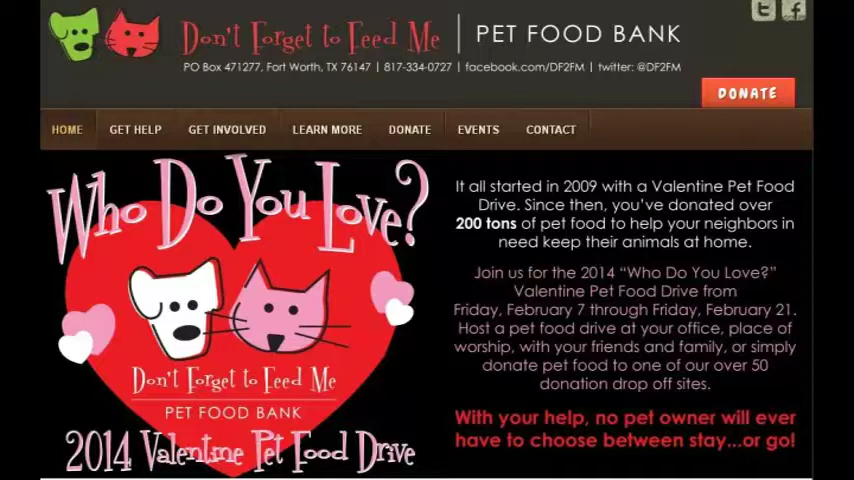 Don't Forget to Feed Me | PET FOOD BANK
PO Box 471277, Fort Worth, TX 76147 | 817-334-0727 | facebook.com/DF2FM | twitter: @DF2FM
DONATE
HOME GET HELP GET INVOLVED LEARN MORE DONATE EVENTS CONTACT
Who Do You Love?
Don't Forget to Feed Me
PET FOOD BANK
2014 Valentine Pet Food Drive
It all started in 2009 with a Valentine Pet Food
Drive. Since then, you've donated over
200 tons of pet food to help your neighbors in
need keep their animals at home.
Join us for the 2014 “Who Do You Love?”
Valentine Pet Food Drive from
Friday, February 7 through Friday, February 21.
Host a pet food drive at your office, place of
worship, with your friends and family, or simply
donate pet food to one of our over 50
donation drop off sites.
With your help, no pet owner will ever
have to choose between stay...or go!